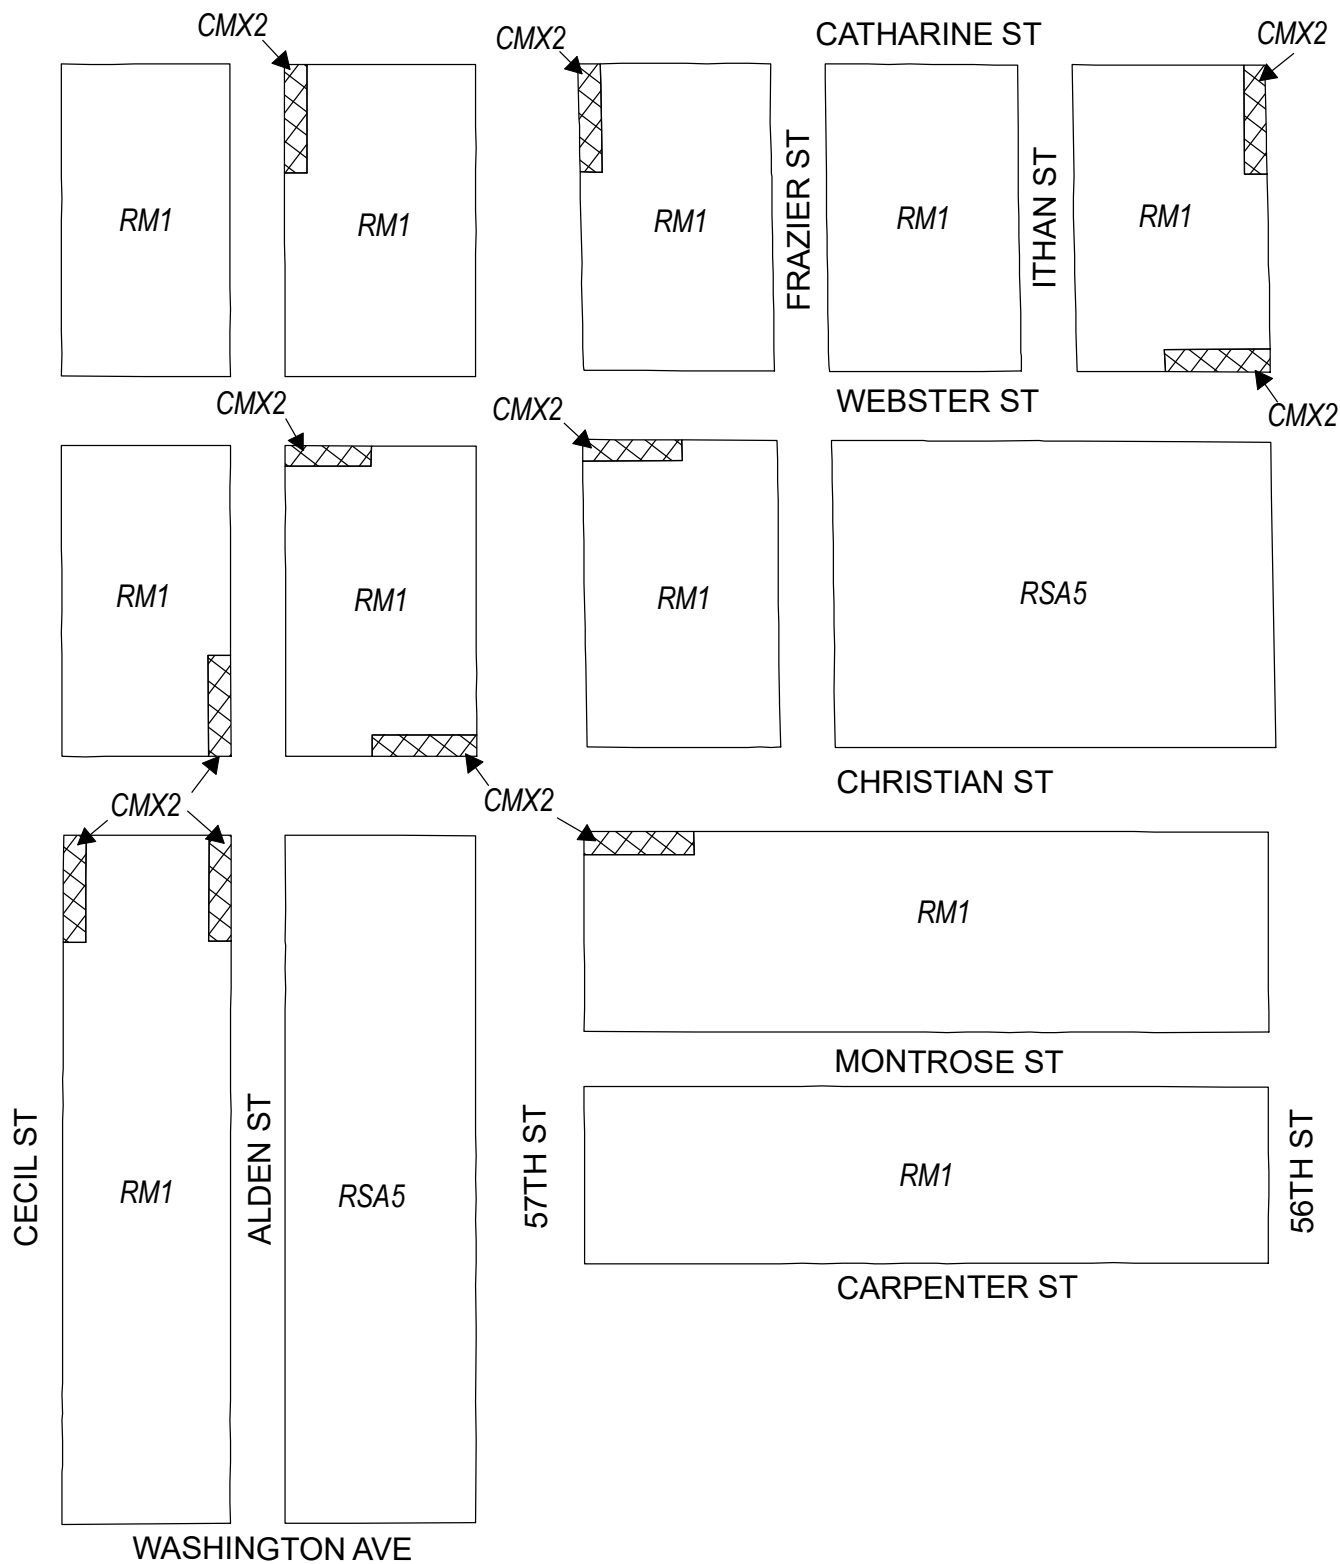 CMX2
CMX2
CATHARINE ST
CMX2
RM1
RM1
RM1
FRAZIER ST
RM1
ITHAN ST
RM1
CMX2
CMX2
WEBSTER ST
CMX2
RM1
RM1
RM1
RSA5
CMX2
CMX2
CHRISTIAN ST
RM1
MONTROSE ST
CECIL ST
RM1
ALDEN ST
RSA5
57TH ST
RM1
56TH ST
CARPENTER ST
WASHINGTON AVE